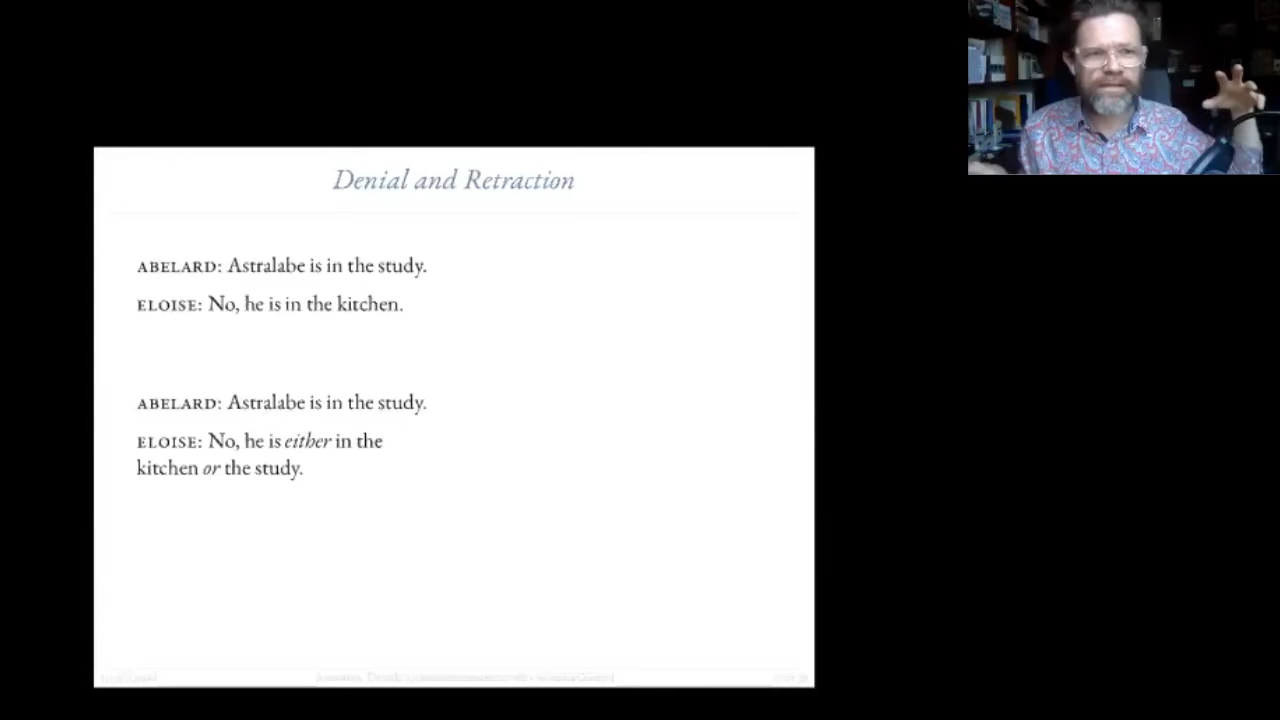 Denial and Retraction
ABELARD: Astralabe is in the study.
ELOISE: No, he is in the kitchen.
ABELARD: Astralabe is in the study.
ELOISE: No, he is either in the
kitchen or the study.